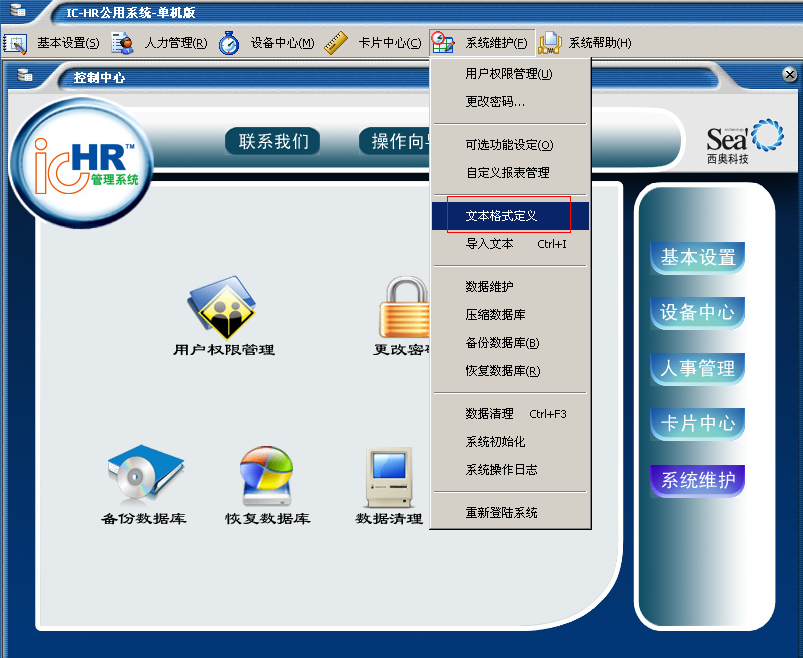 IC-HR公用系统-单机版
基本设置(S) 人力管理(R) 设备中心(M) 卡片中心(C) 系统维护(F) 系统帮助(H)
控制中心
icHR™
管理系统
联系我们
操作向
Sea
西奥科技
用户权限管理(U)
更改密码...
可选功能设定(O)
自定义报表管理
文本格式定义
导入文本 Ctrl+I
数据维护
压缩数据库
备份数据库(B)
恢复数据库(R)
数据清理 Ctrl+F3
系统初始化
系统操作日志
重新登陆系统
用户权限管理
更改密
备份数据库
恢复数据库
数据清理
基本设置
设备中心
人事管理
卡片中心
系统维护